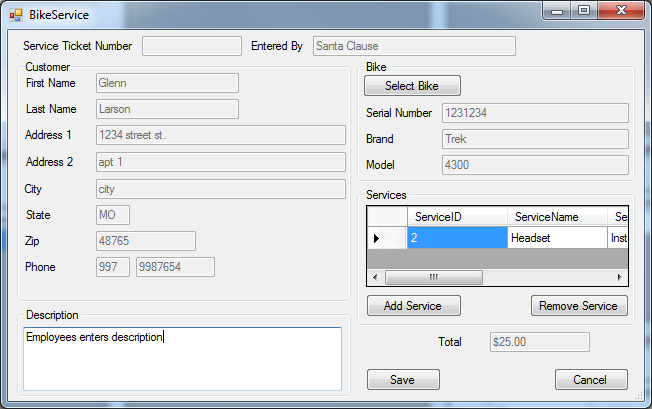 BikeService
Service Ticket Number Entered By Santa Clause
Customer
First Name Glenn
Last Name Larson
Address 1 1234 street st.
Address 2 apt 1
City city
State MO
Zip 48765
Phone 997 9987654
Bike
Select Bike
Serial Number 1231234
Brand Trek
Model 4300
Services
ServiceID ServiceName Se
2 Headset Inst
Add Service Remove Service
Description
Employees enters description
Total $25.00
Save Cancel